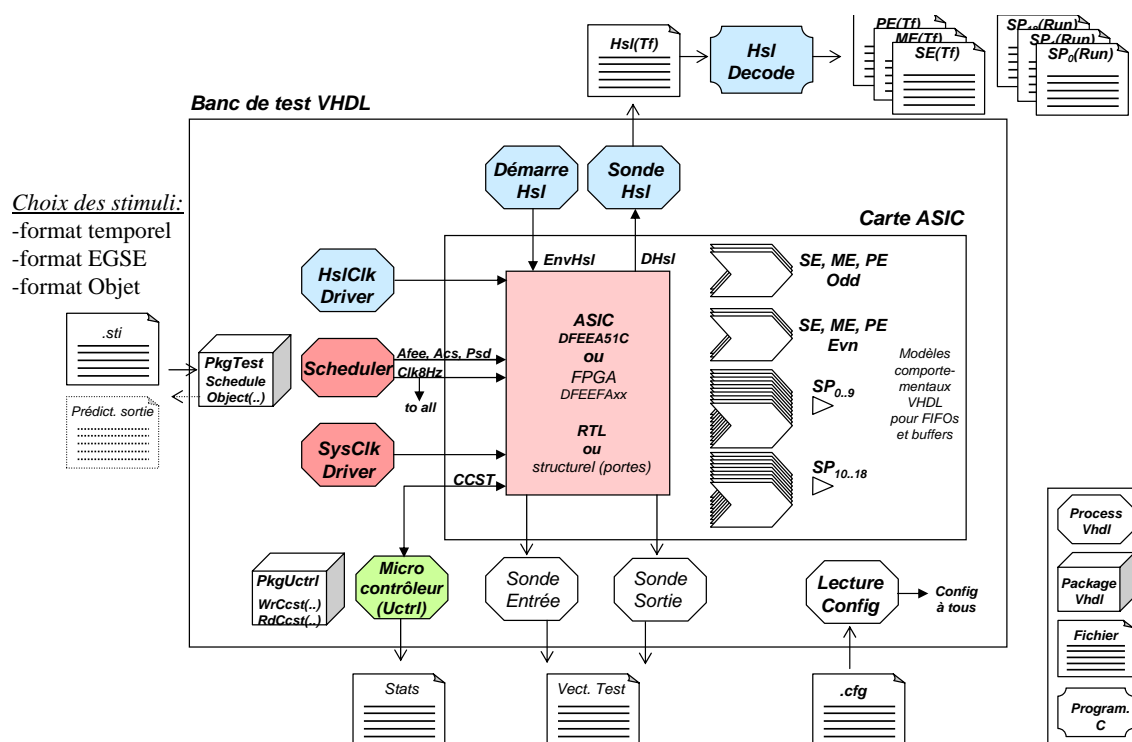 Hsl(Tf)
Hsl
Decode
PE(Tf)
ME(Tf)
SE(Tf)
SP18(Run)
SP0(Run)
Banc de test VHDL
Démarre
Hsl
Sonde
Hsl
Choix des stimuli:
-format temporel
-format EGSE
-format Objet
Carte ASIC
HslClk
Driver
EnvHsl
DHsl
SE, ME, PE
Odd
ASIC
DFEEA51C
ou
FPGA
DFEEFAxx
RTL
ou
structurel (portes)
SE, ME, PE
Evn
Modèles
comporte-
mentaux
VHDL
pour FIFOs
et buffers
.sti
PkgTest
Schedule
Object(..)
Scheduler
Afee, Acs, Psd
Clk8Hz
to all
Prédict. sortie
SP0..9
SysClk
Driver
CCST
SP10..18
PkgUctrl
WrCcst(..)
RdCcst(..)
Micro
contrôleur
(Uctrl)
Sonde
Entrée
Sonde
Sortie
Lecture
Config
Config
à tous
Process
Vhdl
Package
Vhdl
Fichier
Program.
C
Stats
Vect. Test
.cfg